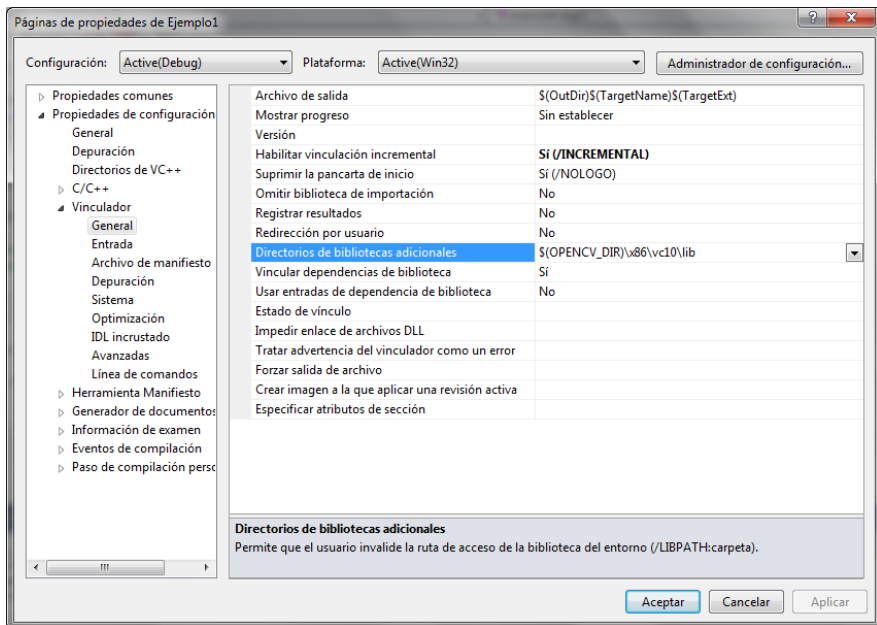 Páginas de propiedades de Ejemplo1
Configuración: Active(Debug) Plataforma: Active(Win32) Administrador de configuración...
Propiedades comunes
Propiedades de configuración
General
Depuración
Directorios de VC++
C/C++
Vinculador
General
Entrada
Archivo de manifiesto
Depuración
Sistema
Optimización
IDL incrustado
Avanzadas
Línea de comandos
Herramienta Manifiesto
Generador de documentos
Información de examen
Eventos de compilación
Paso de compilación perso
Archivo de salida $(OutDir)$(TargetName)$(TargetExt)
Mostrar progreso Sin establecer
Versión
Habilitar vinculación incremental Sí (/INCREMENTAL)
Suprimir la pancarta de inicio Sí (/NOLOGO)
Omitir biblioteca de importación No
Registrar resultados No
Redirección por usuario No
Directorios de bibliotecas adicionales $(OPENCV_DIR)\x86\vc10\lib
Vincular dependencias de biblioteca Sí
Usar entradas de dependencia de biblioteca No
Estado de vínculo
Impedir enlace de archivos DLL
Tratar advertencia del vinculador como un error
Forzar salida de archivo
Crear imagen a la que aplicar una revisión activa
Especificar atributos de sección
Directorios de bibliotecas adicionales
Permite que el usuario invalide la ruta de acceso de la biblioteca del entorno (/LIBPATH:carpeta).
Aceptar Cancelar Aplicar